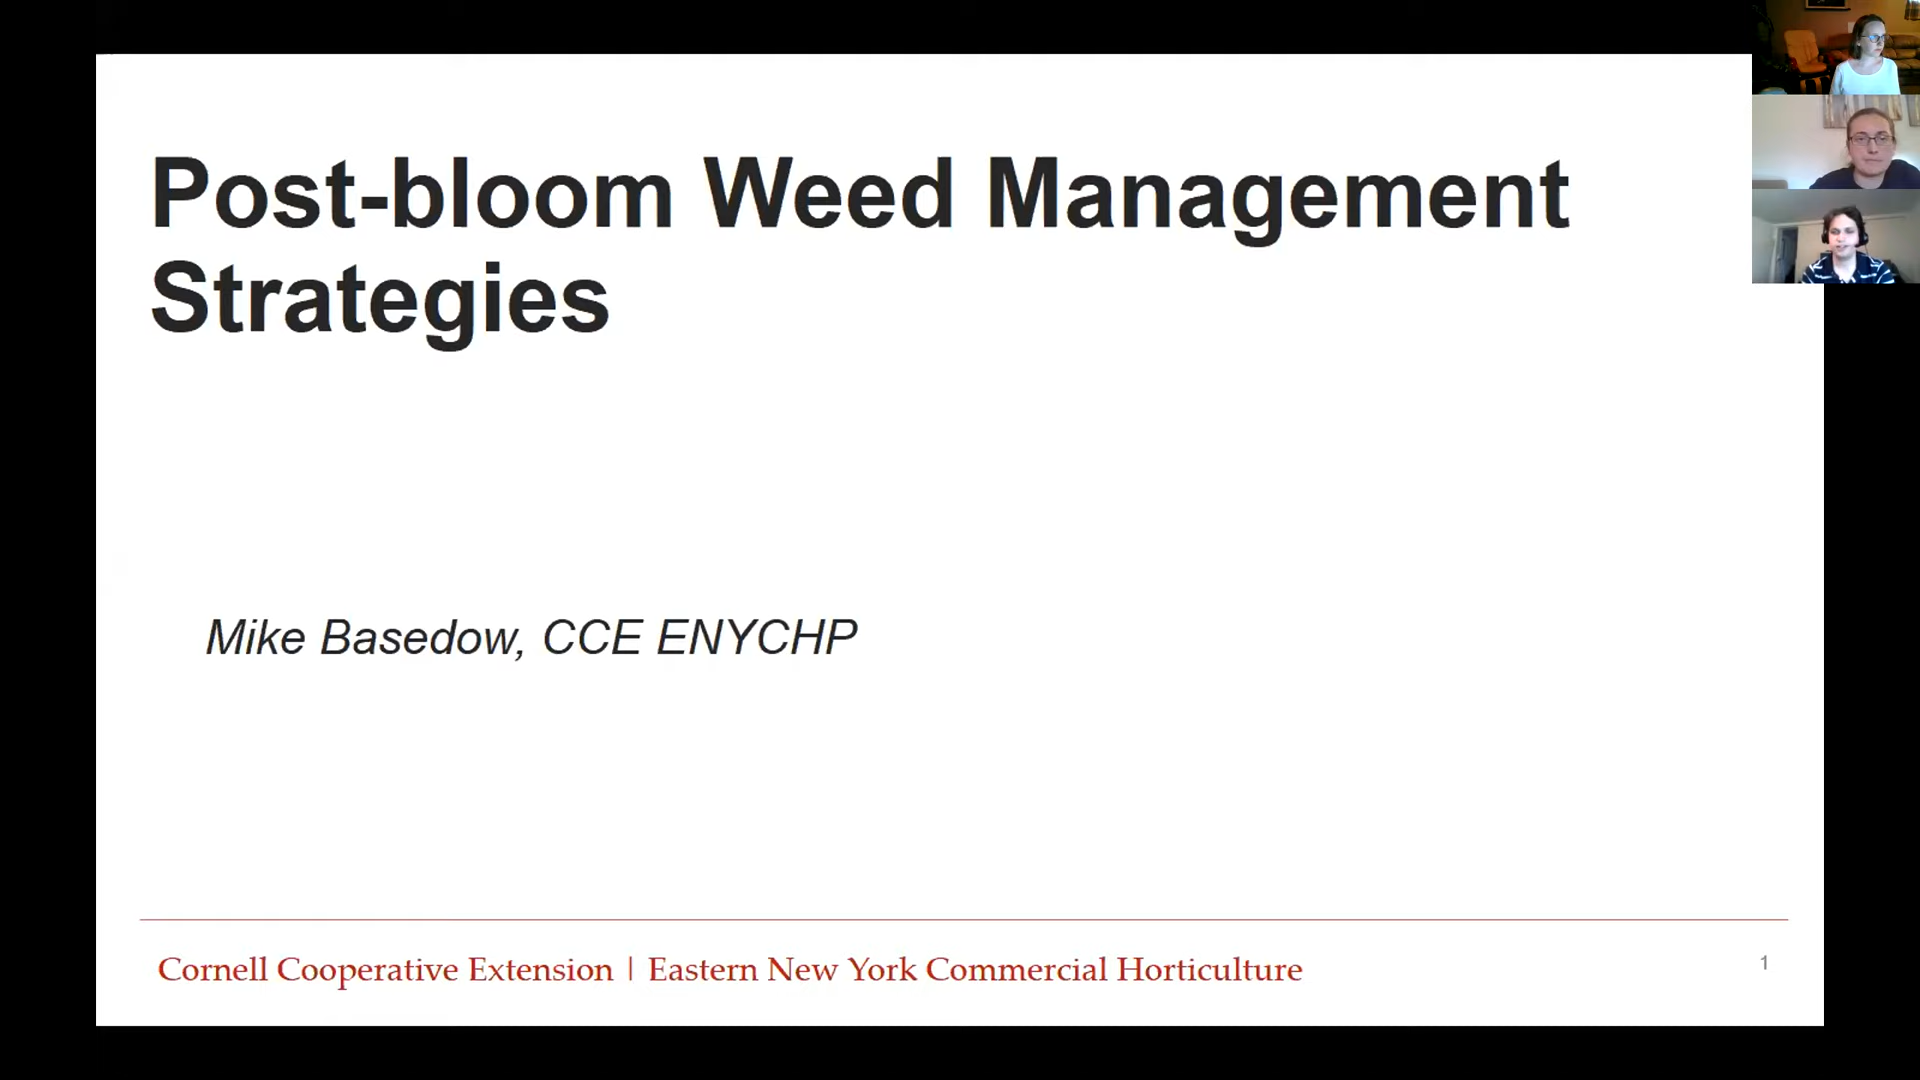 Post-bloom Weed Management
Strategies
Mike Basedow, CCE ENYCHP
Cornell Cooperative Extension | Eastern New York Commercial Horticulture
1